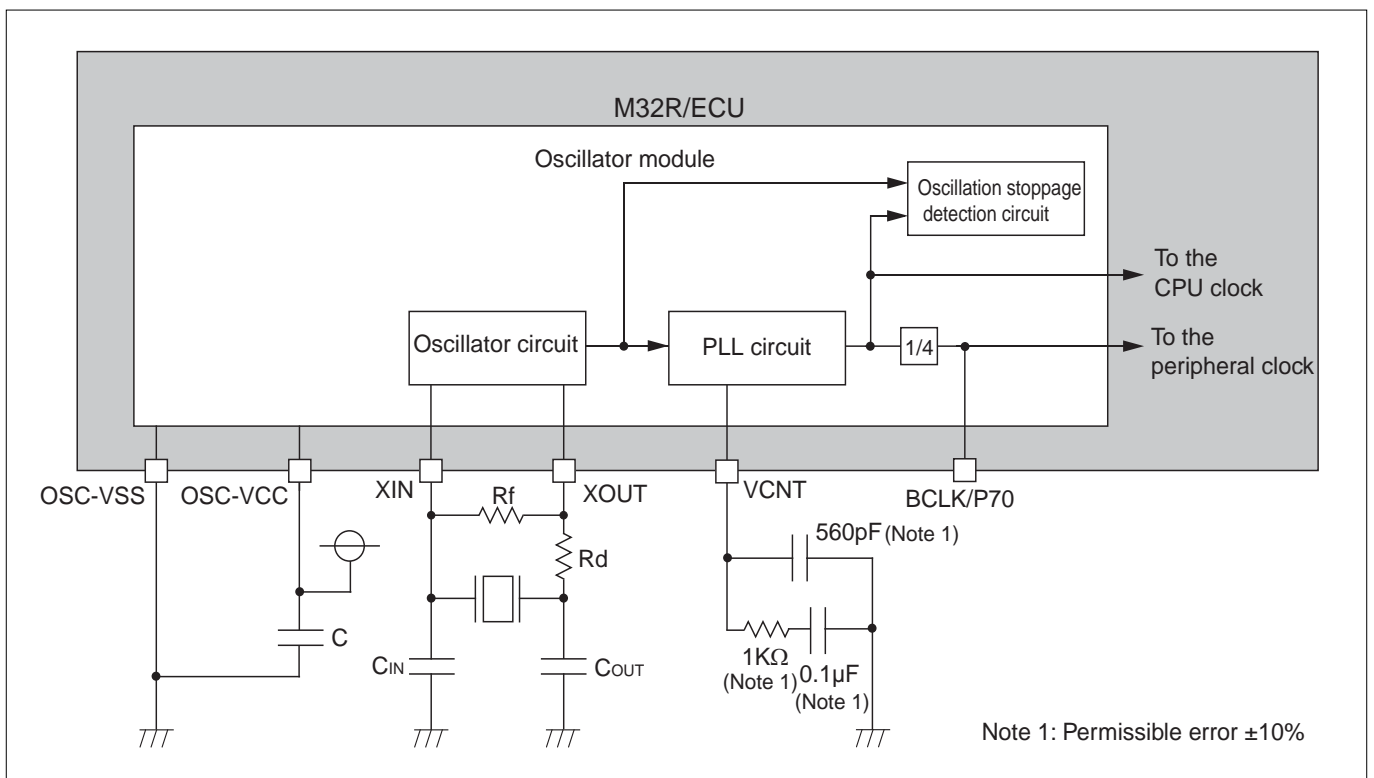 M32R/ECU
Oscillator module
Oscillation stoppage
detection circuit
To the
CPU clock
Oscillator circuit
PLL circuit
1/4
To the
peripheral clock
OSC-VSS
OSC-VCC
XIN
XOUT
VCNT
BCLK/P70
Rf
Rd
560pF (Note 1)
C
CIN
COUT
1KΩ
(Note 1)
0.1µF
(Note 1)
Note 1: Permissible error ±10%